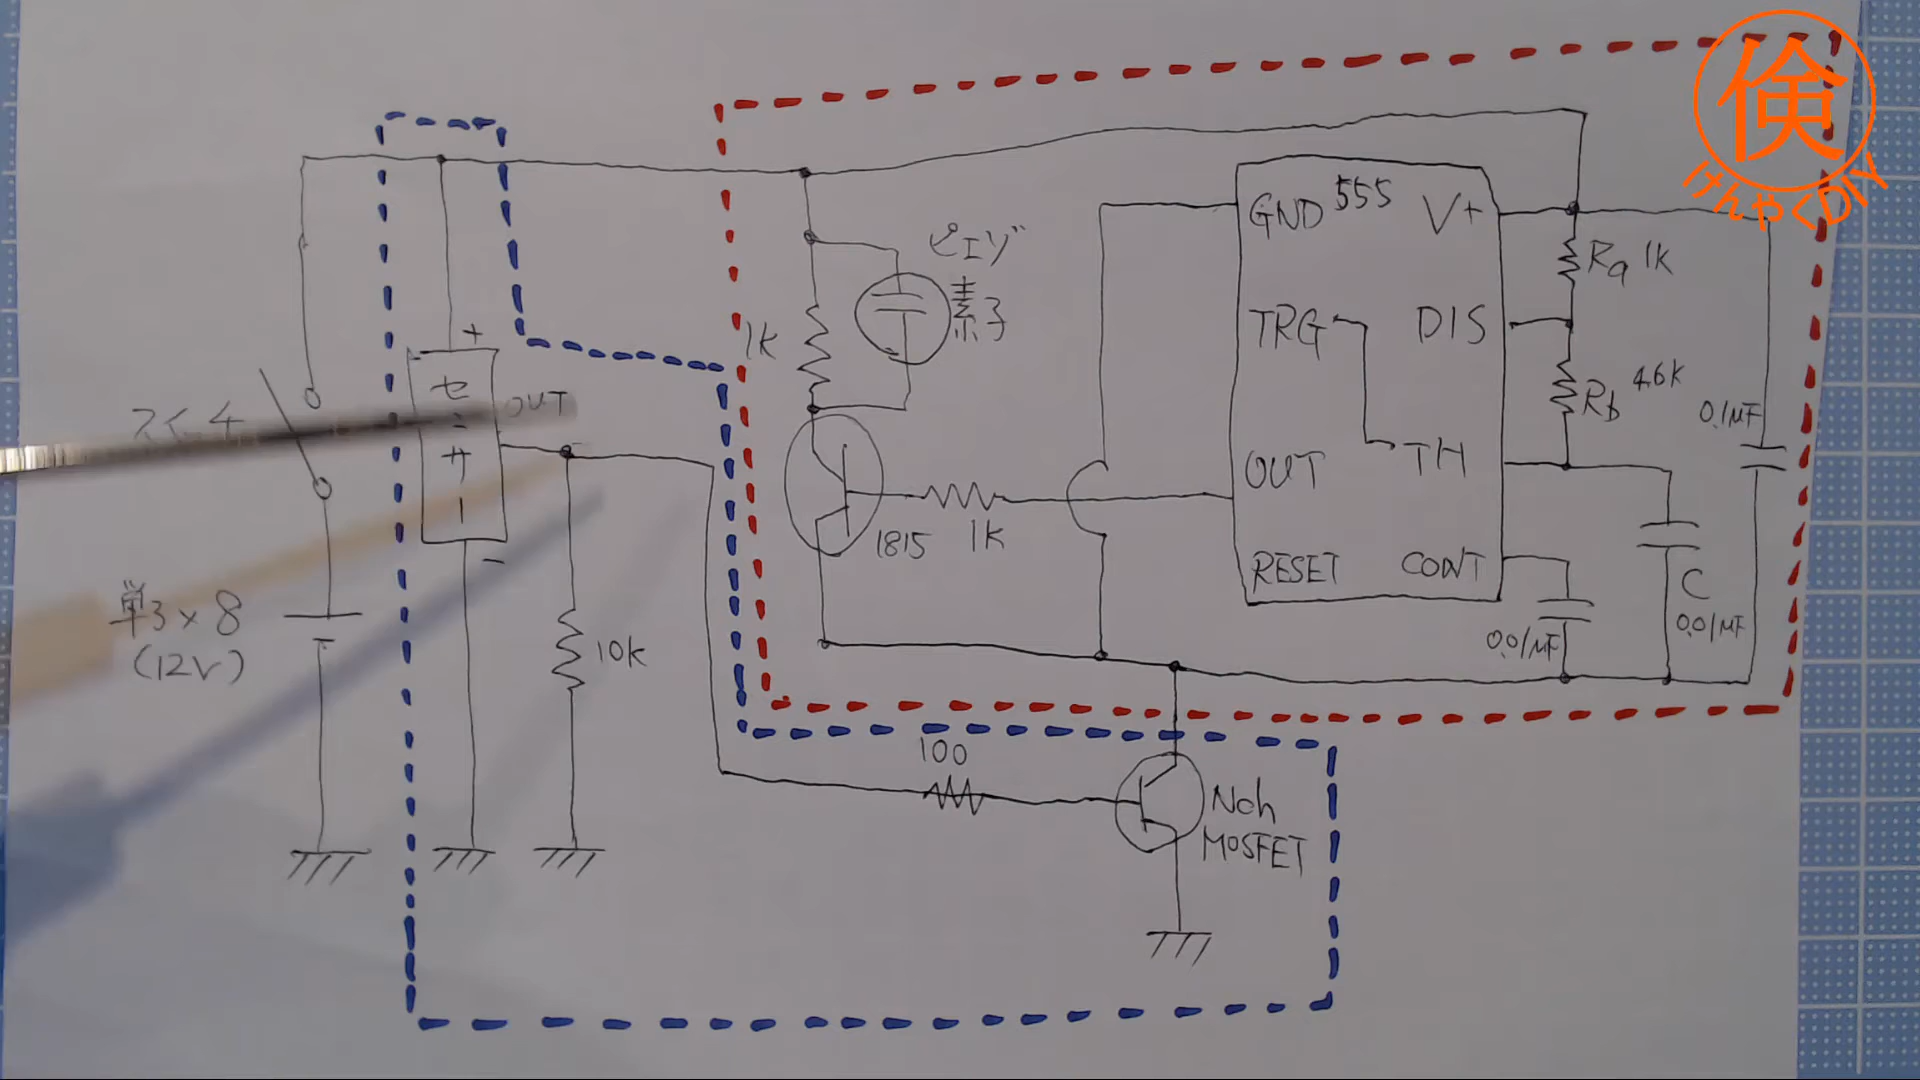 倹
けんやくDIY
GND 555 V+
Ra 1k
TRG DIS
Rb 4.6k
OUT TH
0.1μF
RESET CONT
C
0.01μF
0.01μF
ピエゾ
素子
1k
1815
1k
+
センサー
OUT
-
スイッチ
単3×8
(12V)
10k
100
Nch
MOSFET